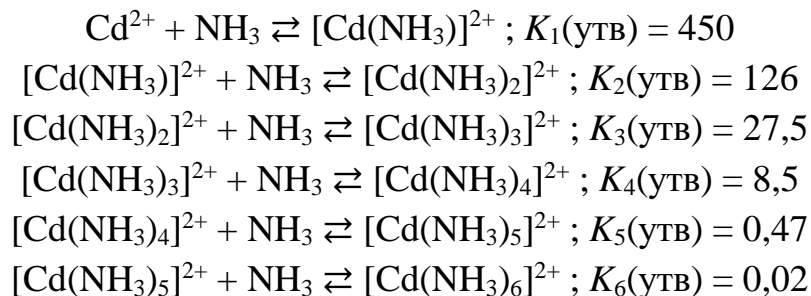 Cd²⁺ + NH₃ ⇄ [Cd(NH₃)]²⁺ ; K₁(утв) = 450
[Cd(NH₃)]²⁺ + NH₃ ⇄ [Cd(NH₃)₂]²⁺ ; K₂(утв) = 126
[Cd(NH₃)₂]²⁺ + NH₃ ⇄ [Cd(NH₃)₃]²⁺ ; K₃(утв) = 27,5
[Cd(NH₃)₃]²⁺ + NH₃ ⇄ [Cd(NH₃)₄]²⁺ ; K₄(утв) = 8,5
[Cd(NH₃)₄]²⁺ + NH₃ ⇄ [Cd(NH₃)₅]²⁺ ; K₅(утв) = 0,47
[Cd(NH₃)₅]²⁺ + NH₃ ⇄ [Cd(NH₃)₆]²⁺ ; K₆(утв) = 0,02